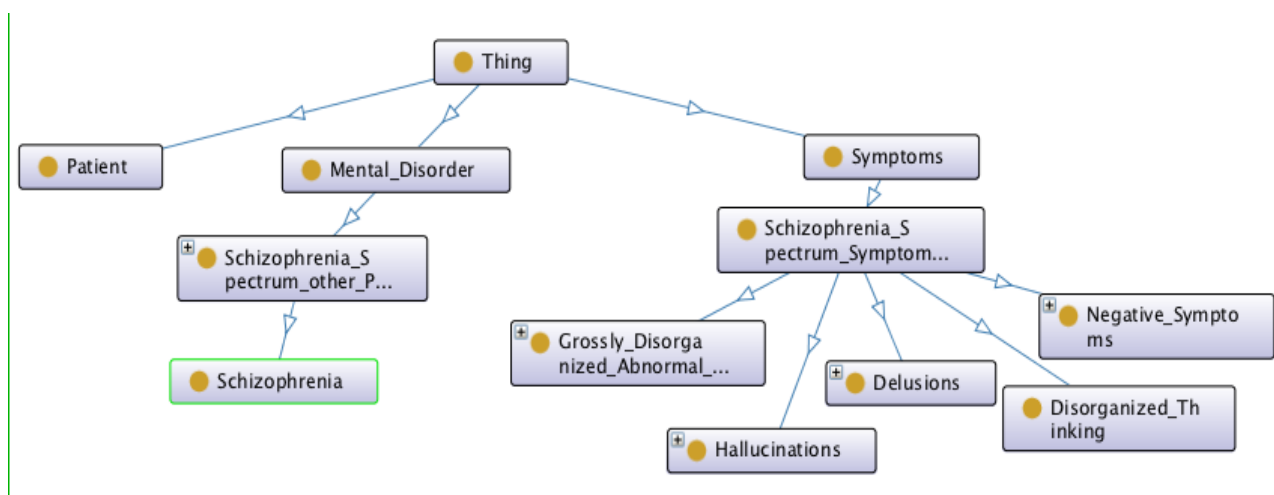 Thing
Patient
Mental_Disorder
Symptoms
Schizophrenia_S
pectrum_other_P...
Schizophrenia_S
pectrum_Symptom...
Schizophrenia
Grossly_Disorga
nized_Abnormal_...
Hallucinations
Delusions
Disorganized_Th
inking
Negative_Sympto
ms